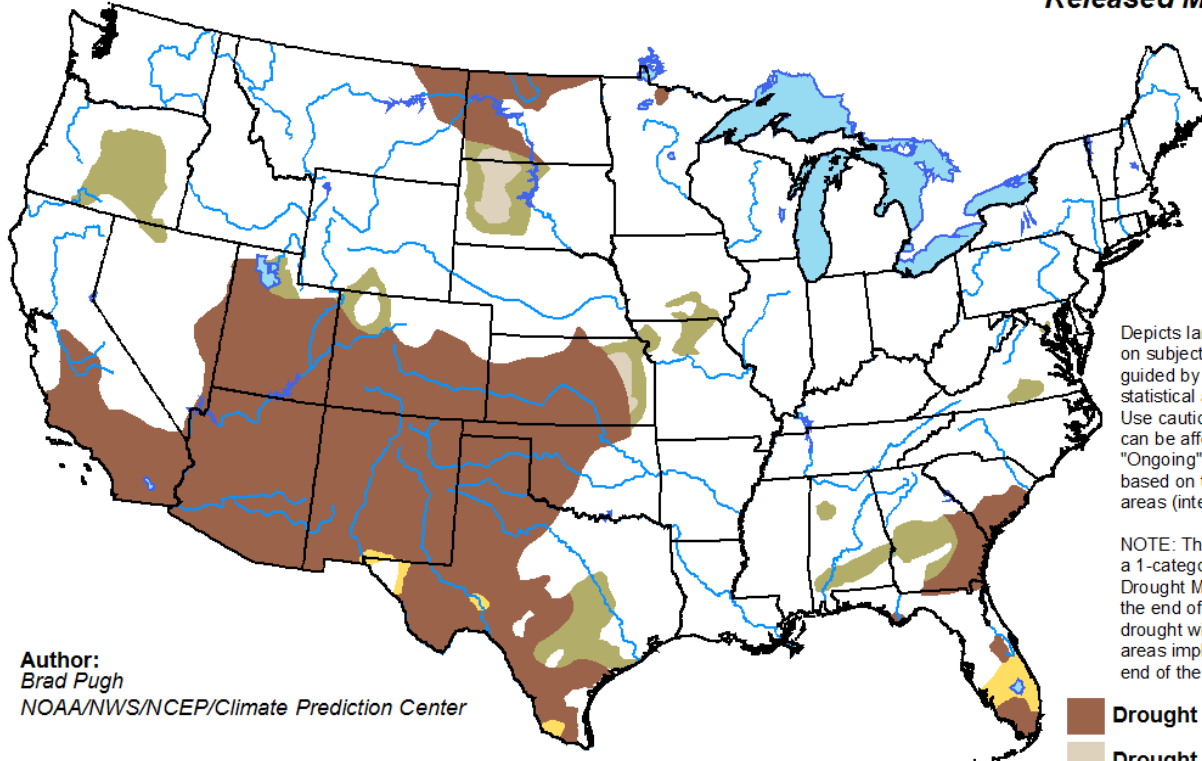 Released M
Depicts la
on subject
guided by
statistical
Use cautio
can be affe
"Ongoing"
based on t
areas (inte
NOTE: Th
a 1-catego
Drought M
the end of
drought wi
areas impl
end of the
Author:
Brad Pugh
NOAA/NWS/NCEP/Climate Prediction Center
Drought
Drought